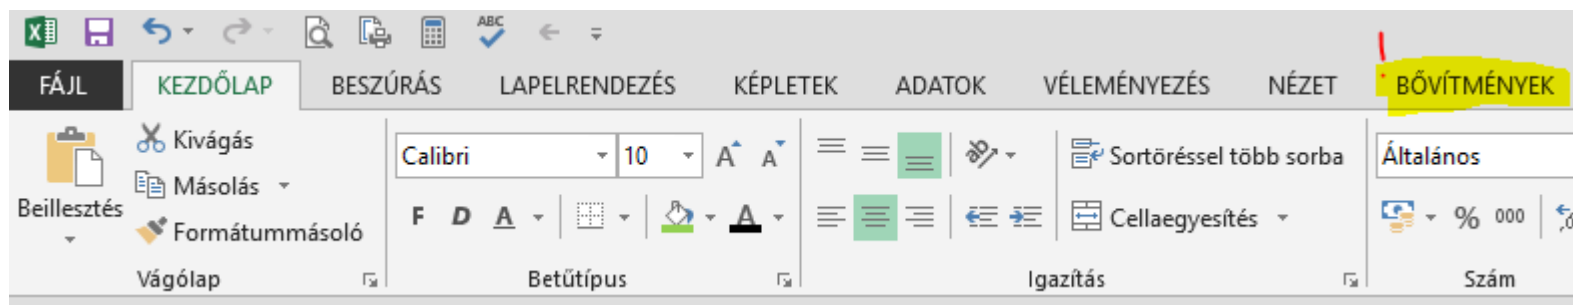 ABC
FÁJL KEZDŐLAP BESZÚRÁS LAPELRENDEZÉS KÉPLETEK ADATOK VÉLEMÉNYEZÉS NÉZET BŐVÍTMÉNYEK
Kivágás
Calibri 10 A A Sortöréssel több sorba Általános
Másolás
Beillesztés F D A A Cellaegyesítés % 000
Formátummásoló
Vágólap Betűtípus Igazítás Szám